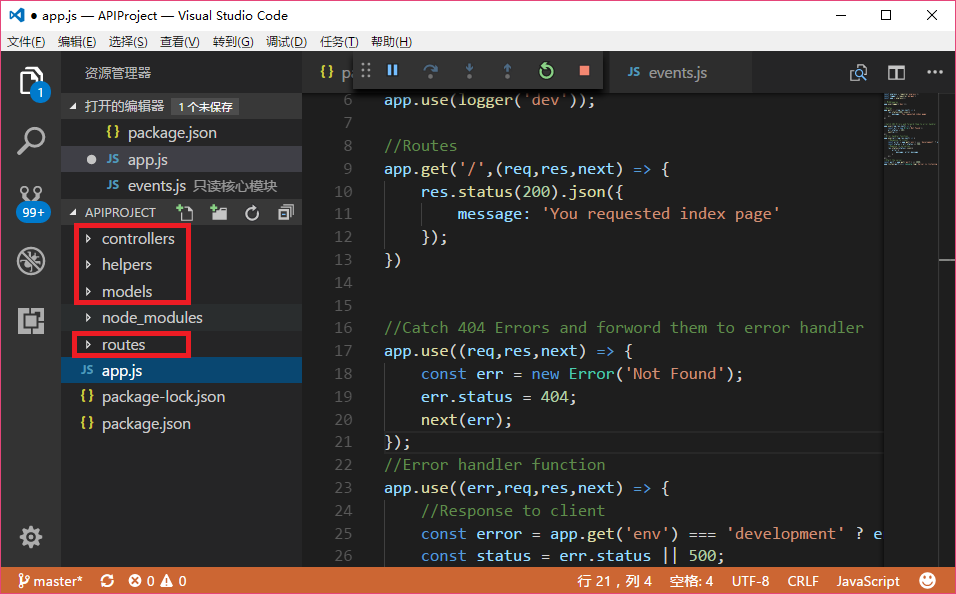 ● app.js — APIProject — Visual Studio Code
文件(F) 编辑(E) 选择(S) 查看(V) 转到(G) 调试(D) 任务(T) 帮助(H)
资源管理器
{} p
JS events.js
打开的编辑器 1 个未保存
{} package.json
● JS app.js
JS events.js 只读核心模块
APIPROJECT
controllers
helpers
models
node_modules
routes
JS app.js
{} package-lock.json
{} package.json
1
99+
6 app.use(logger('dev'));
7
8 //Routes
9 app.get('/',(req,res,next) => {
10 res.status(200).json({
11 message: 'You requested index page'
12 });
13 })
14
15
16 //Catch 404 Errors and forword them to error handler
17 app.use((req,res,next) => {
18 const err = new Error('Not Found');
19 err.status = 404;
20 next(err);
21 });
22 //Error handler function
23 app.use((err,req,res,next) => {
24 //Response to client
25 const error = app.get('env') === 'development' ? e
26 const status = err.status || 500;
master* 0 0 行 21，列 4 空格: 4 UTF-8 CRLF JavaScript